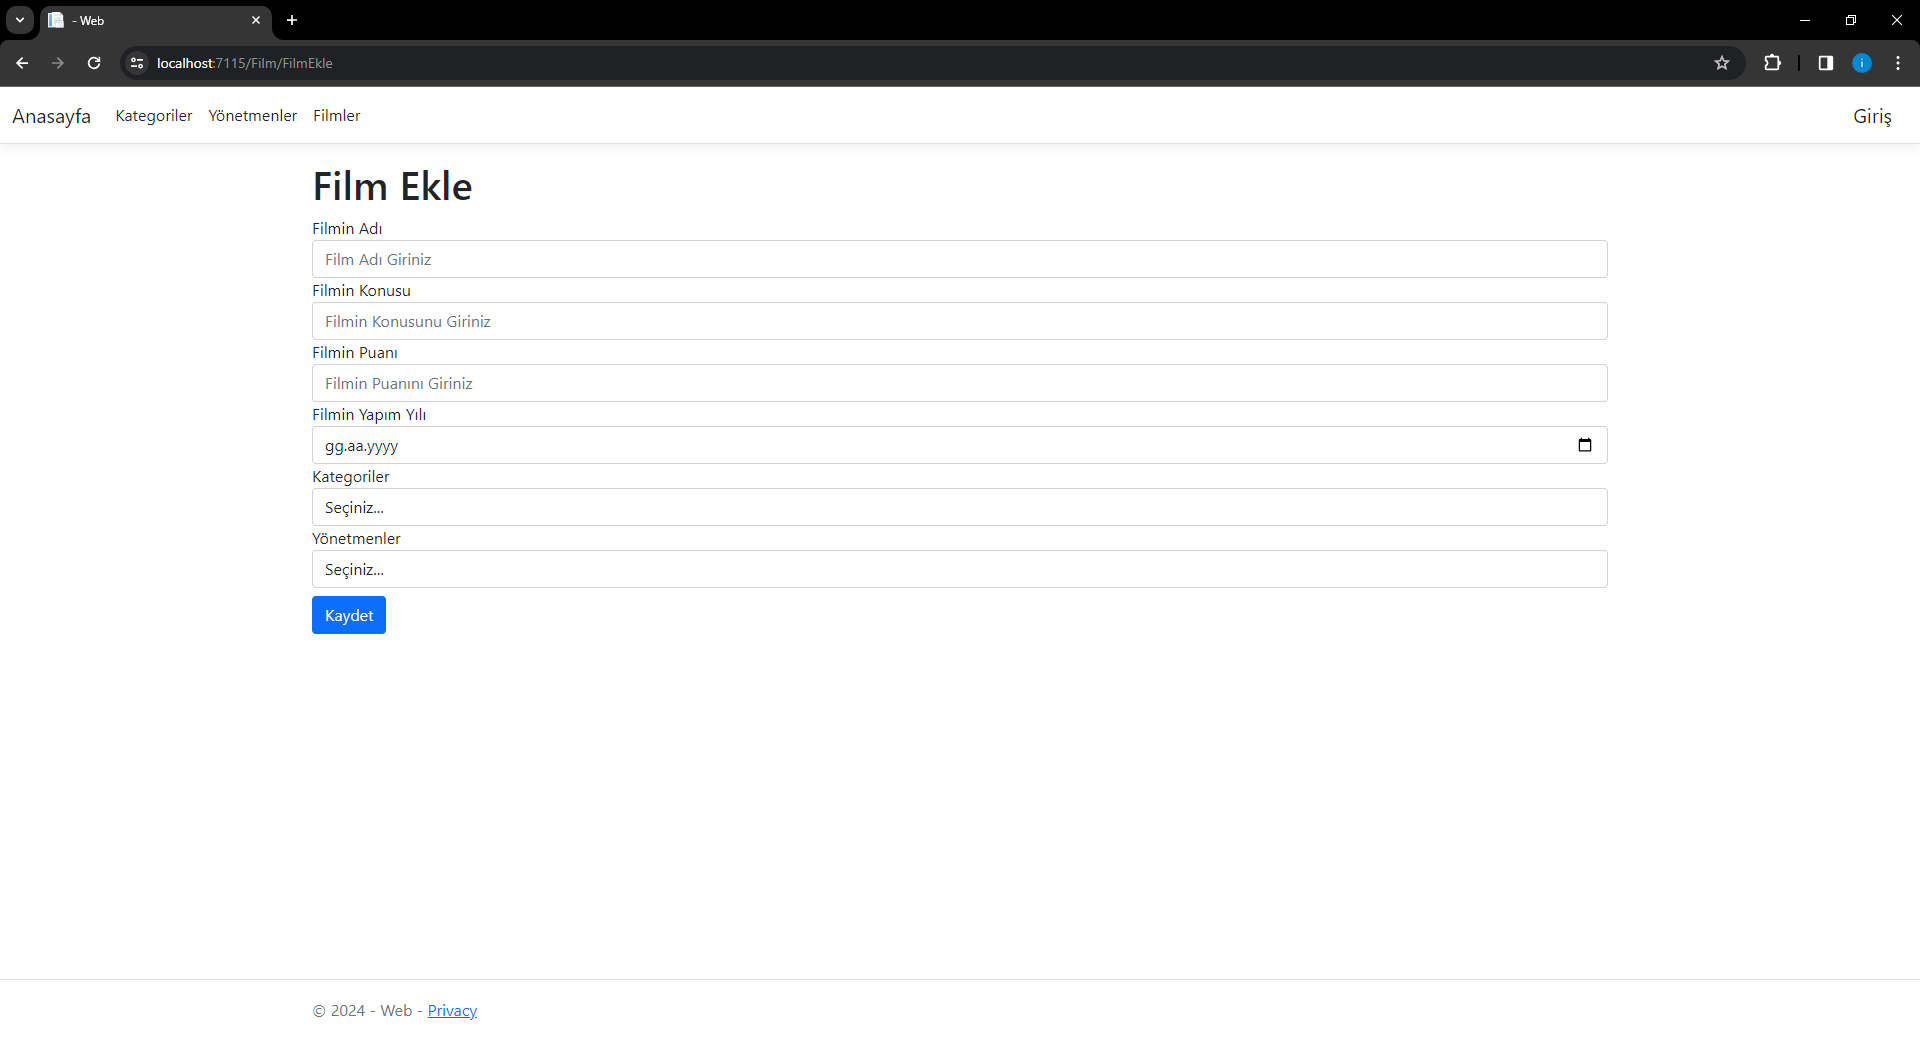 - Web
localhost:7115/Film/FilmEkle
i
Anasayfa Kategoriler Yönetmenler Filmler Giriş
Film Ekle
Filmin Adı
Film Adı Giriniz
Filmin Konusu
Filmin Konusunu Giriniz
Filmin Puanı
Filmin Puanını Giriniz
Filmin Yapım Yılı
gg.aa.yyyy
Kategoriler
Seçiniz...
Yönetmenler
Seçiniz...
Kaydet
© 2024 - Web - Privacy